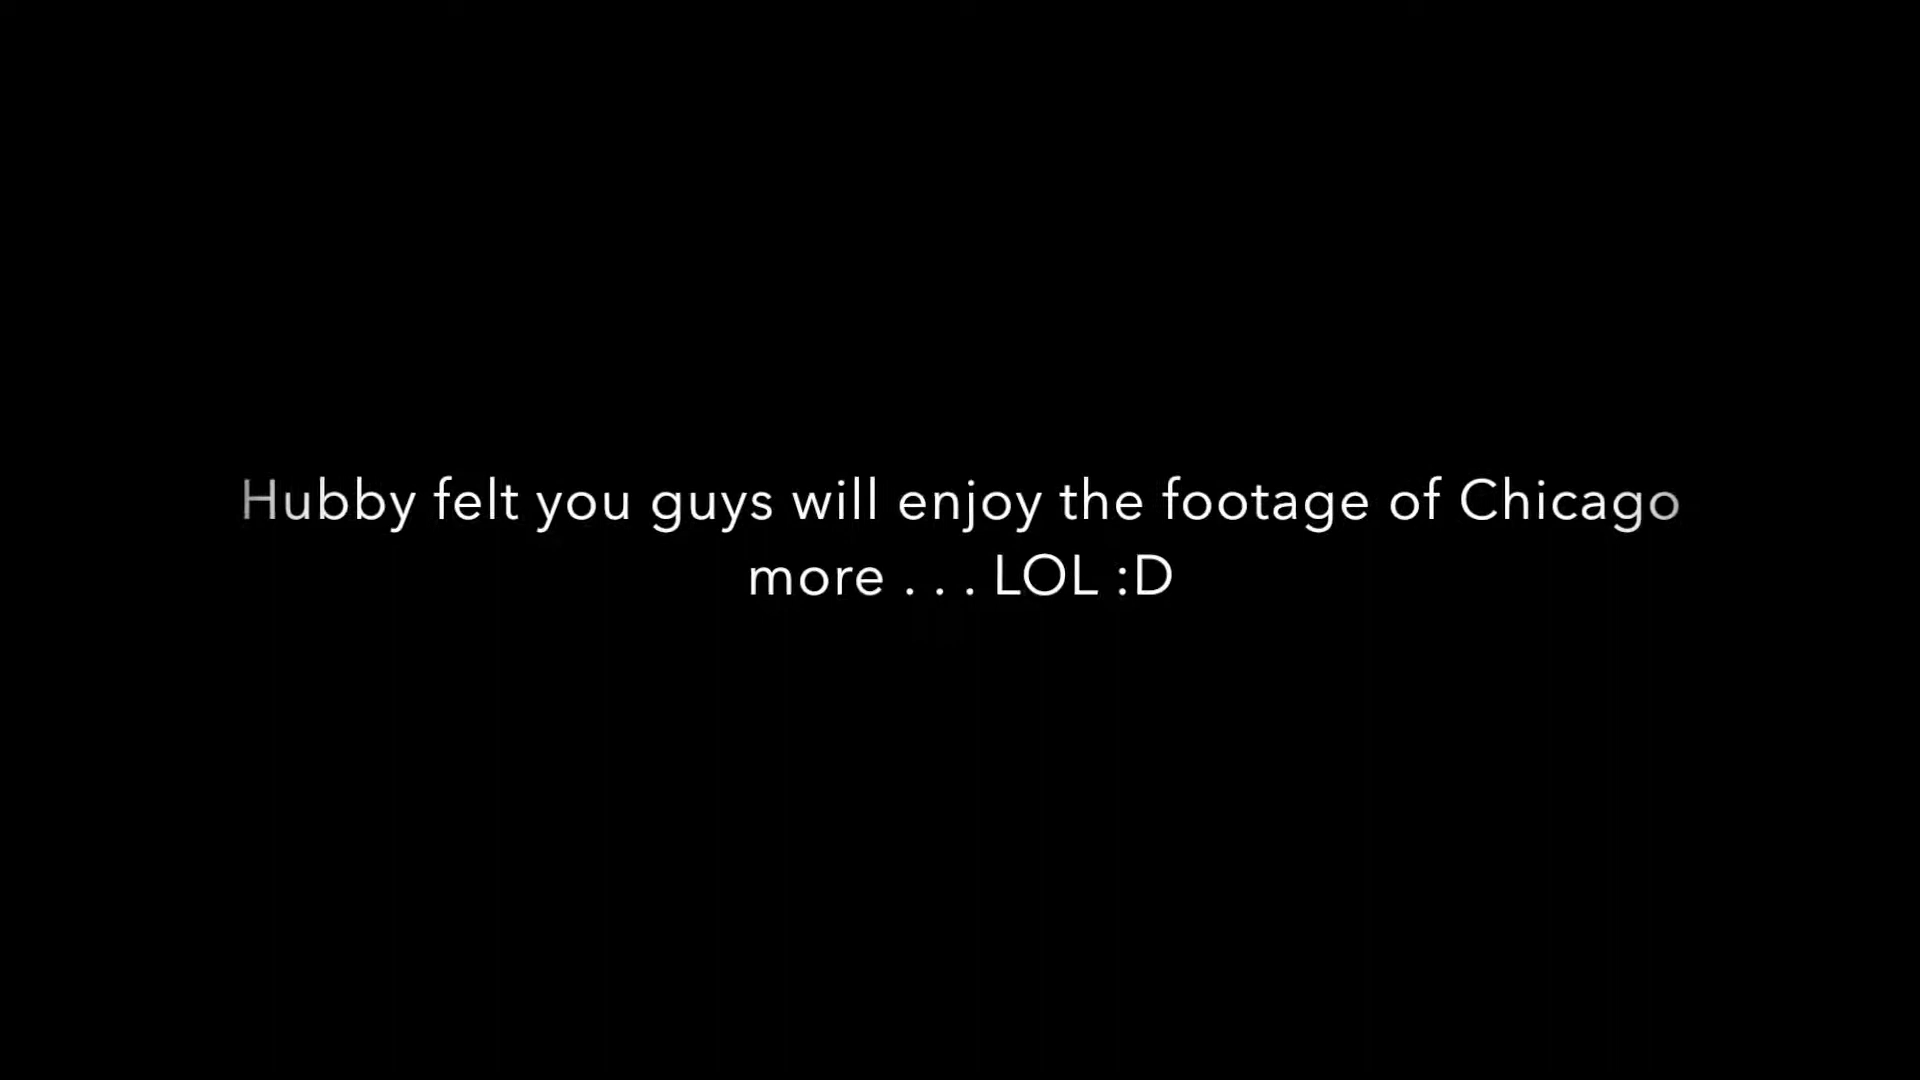 Hubby felt you guys will enjoy the footage of Chicago
more . . . LOL :D